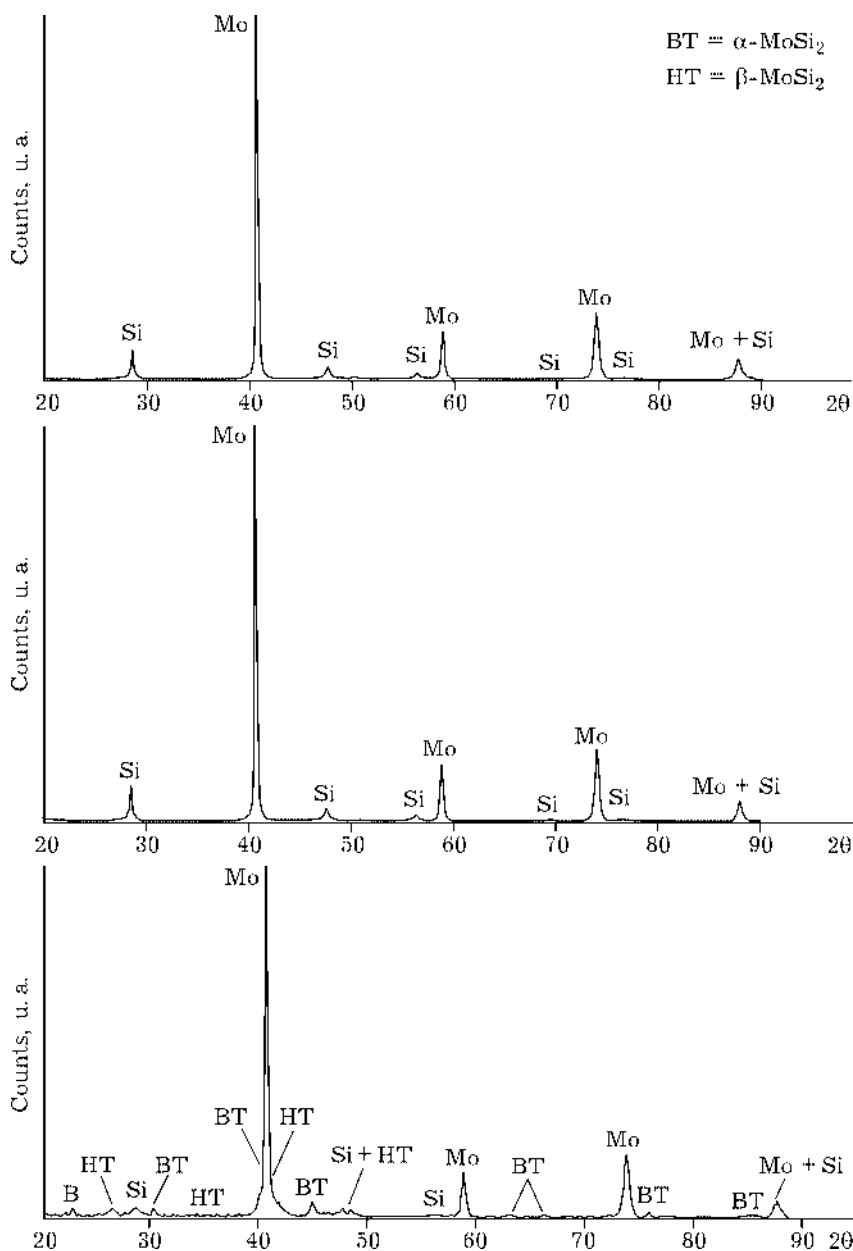 Mo
BT = α-MoSi₂
HT = β-MoSi₂
Counts, u. a.
Si
Si
Si
Mo
Si
Mo
Si
Mo + Si
20 30 40 50 60 70 80 90 2θ
Mo
Counts, u. a.
Si
Si
Si
Mo
Si
Mo
Si
Mo + Si
20 30 40 50 60 70 80 90 2θ
Mo
Counts, u. a.
B
HT
Si
BT
HT
BT
HT
BT
Si + HT
Si
Mo
BT
Mo
BT
BT
Mo + Si
20 30 40 50 60 70 80 90 2θ